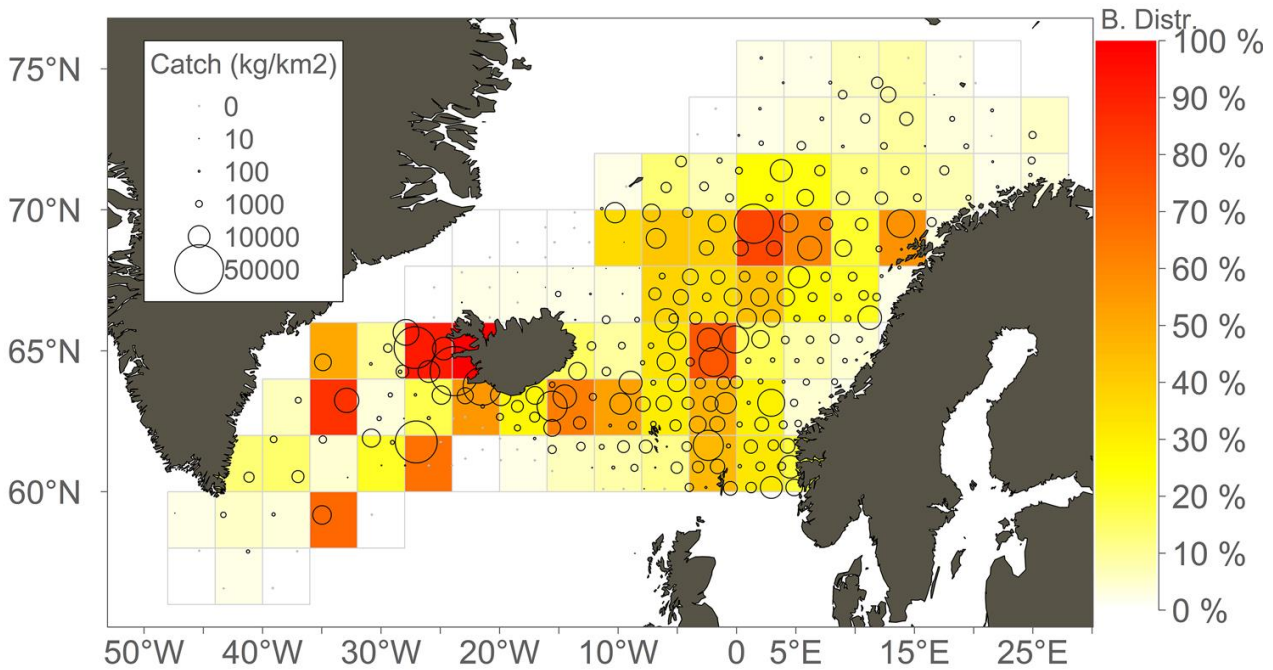 B. Distr.
Catch (kg/km2)
0
10
100
1000
10000
50000
75°N
70°N
65°N
60°N
50°W 40°W 30°W 20°W 10°W 0 5°E 15°E 25°E
100 %
90 %
80 %
70 %
60 %
50 %
40 %
30 %
20 %
10 %
0 %